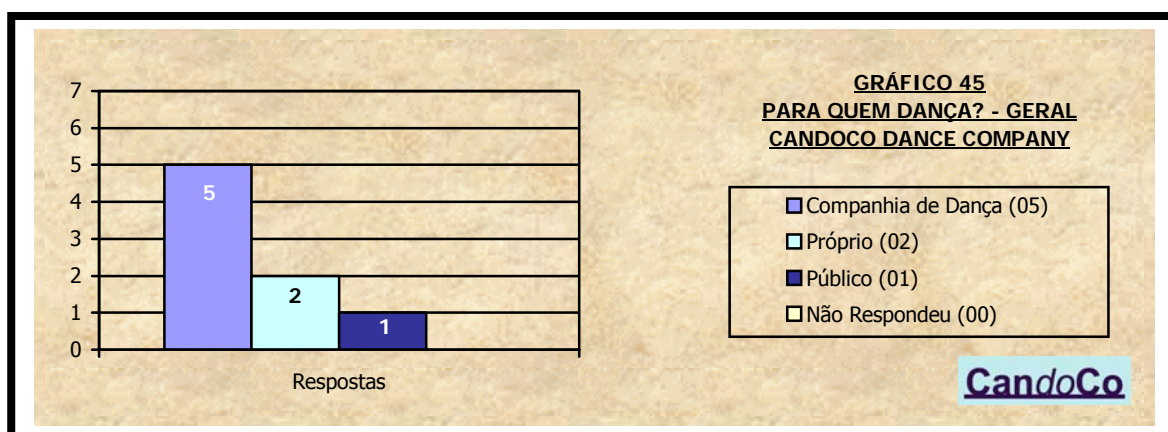 GRÁFICO 45
PARA QUEM DANÇA? - GERAL
CANDOCO DANCE COMPANY
7
6
5
4
3
2
1
0
5
2
1
Respostas
Companhia de Dança (05)
Próprio (02)
Público (01)
Não Respondeu (00)
CandoCo